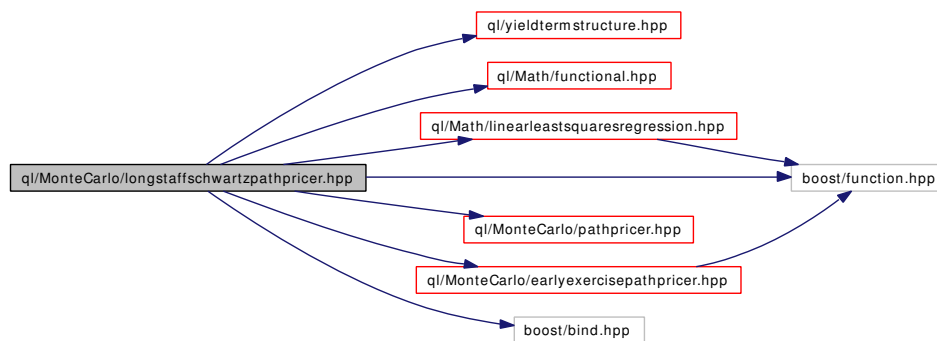 ql/yieldtermstructure.hpp
ql/Math/functional.hpp
ql/Math/linearleastsquaresregression.hpp
ql/MonteCarlo/longstaffschwartzpathpricer.hpp
boost/function.hpp
ql/MonteCarlo/pathpricer.hpp
ql/MonteCarlo/earlyexercisepathpricer.hpp
boost/bind.hpp